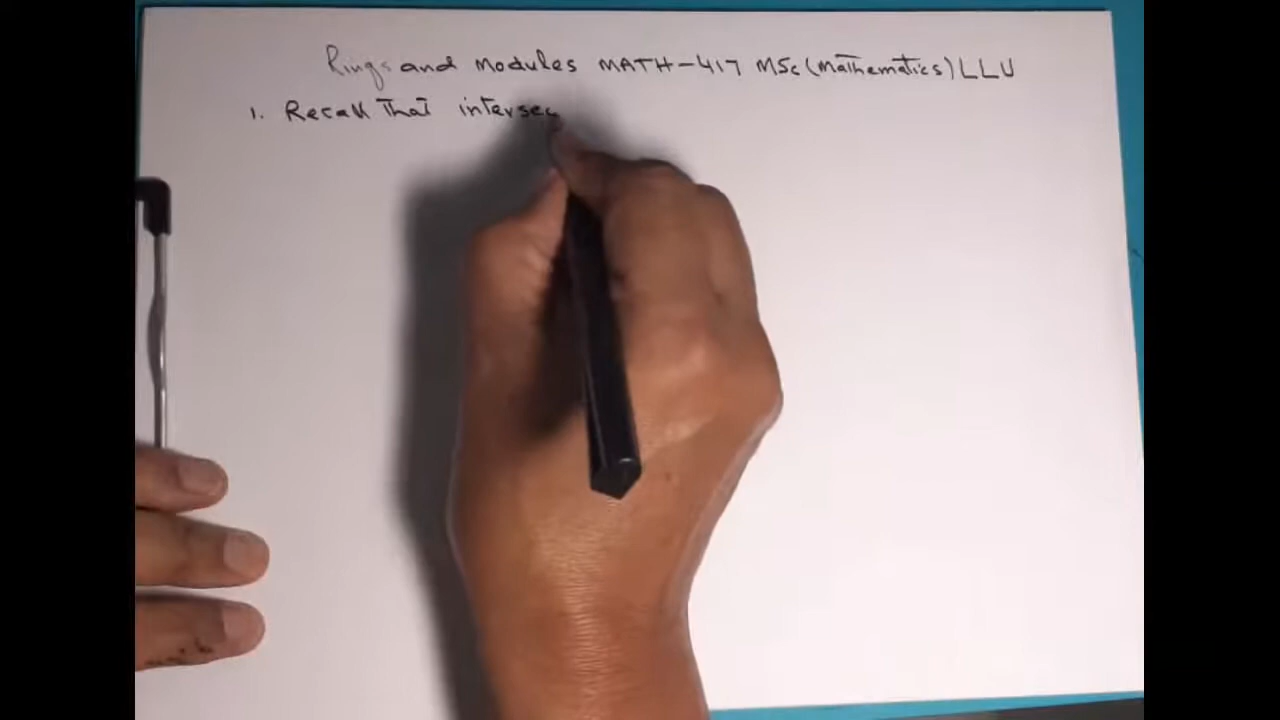 Rings and Modules MATH-417 MSc (Mathematics) LLU
1. Recall That intersec